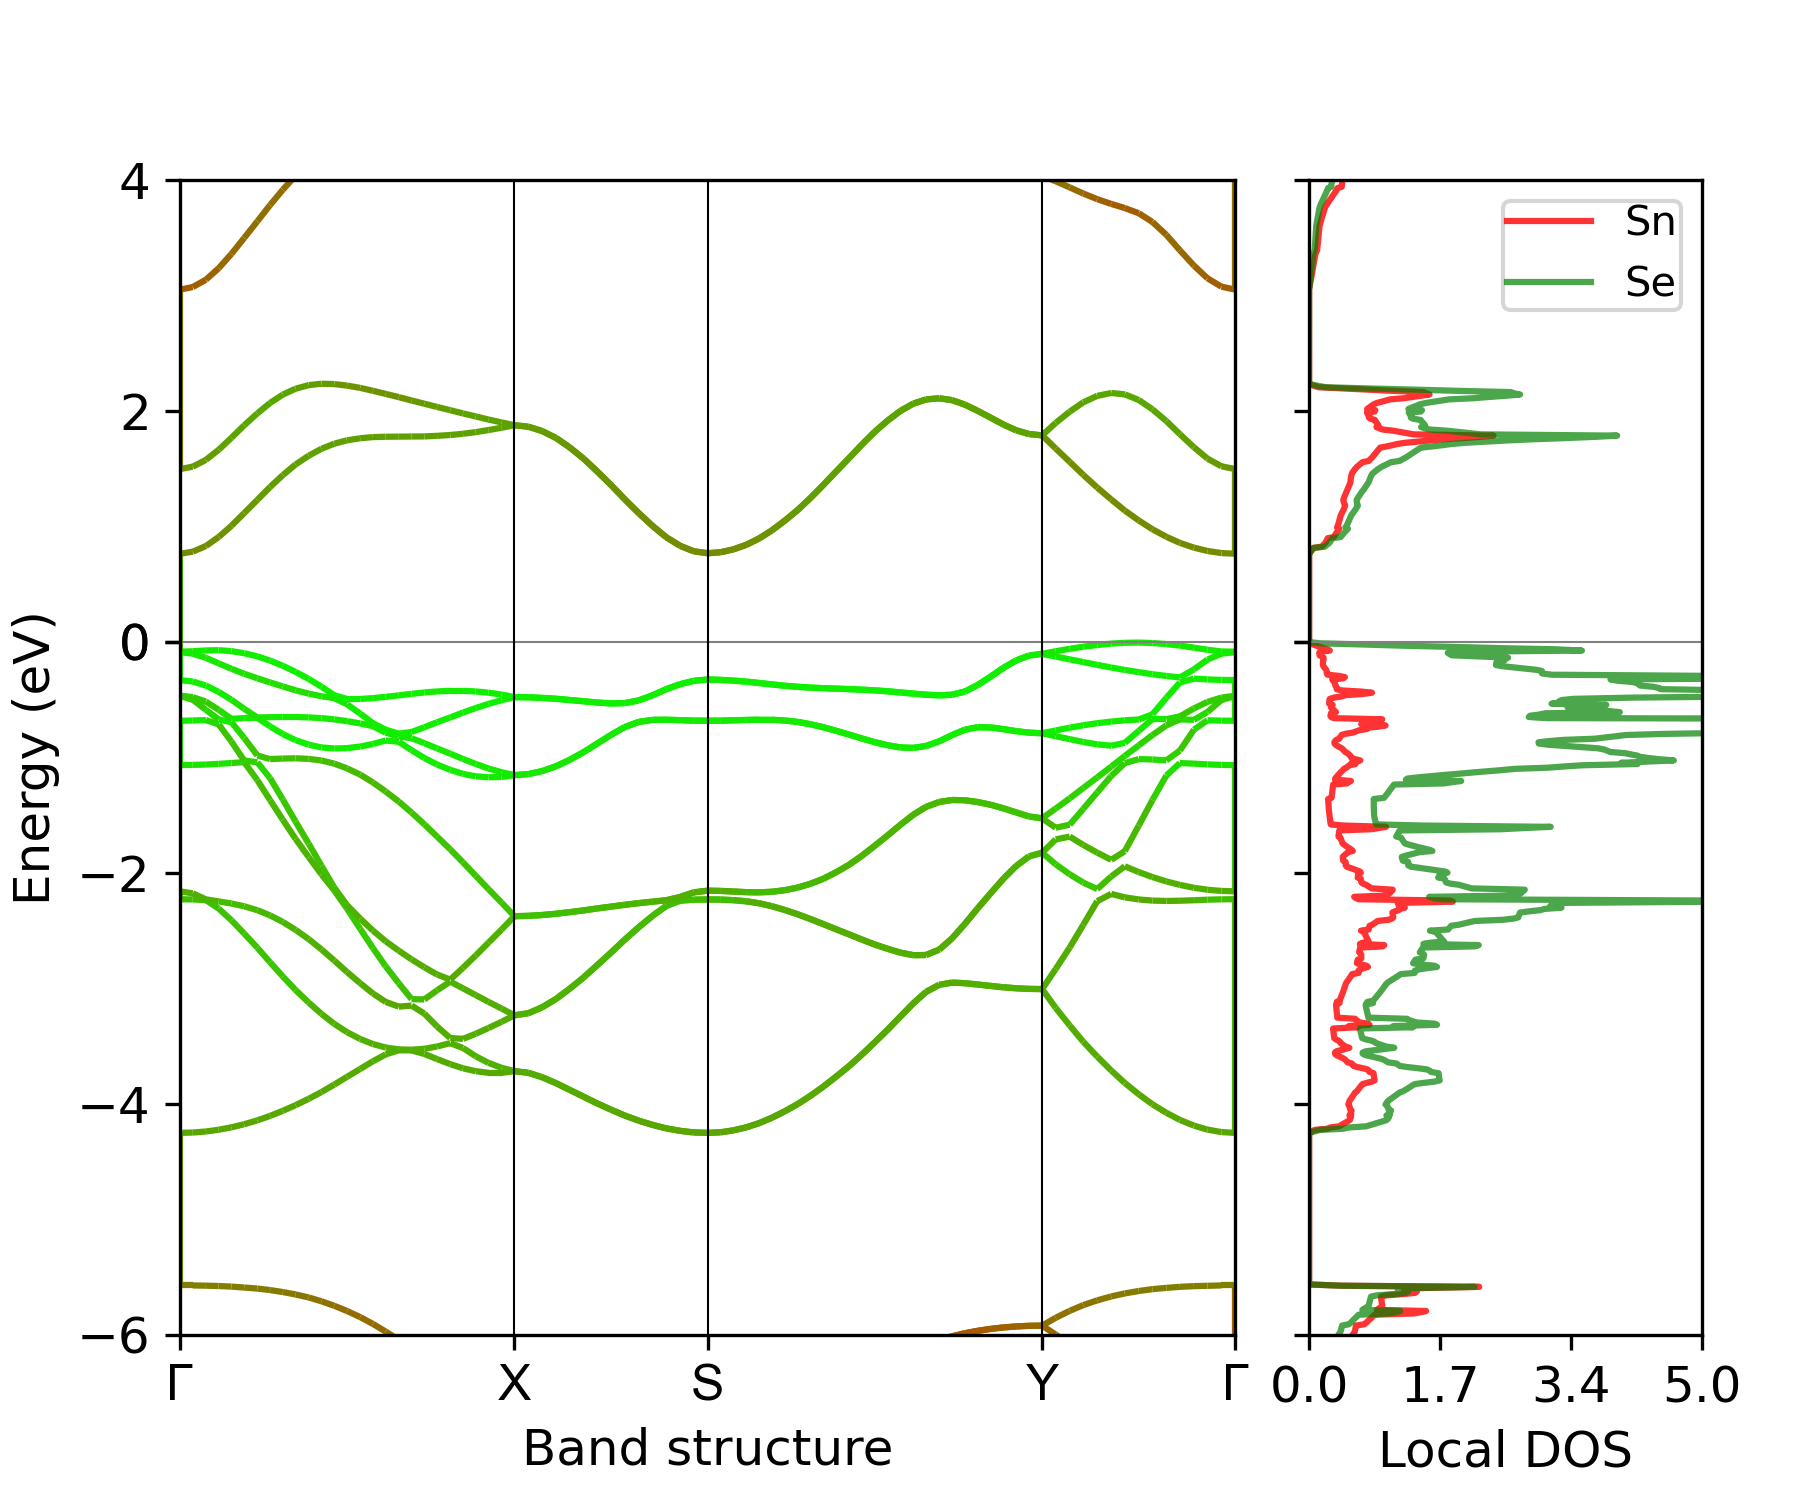 4
2
0
−2
−4
−6
Energy (eV)
Γ X S Y Γ
Band structure
Sn
Se
0.0 1.7 3.4 5.0
Local DOS